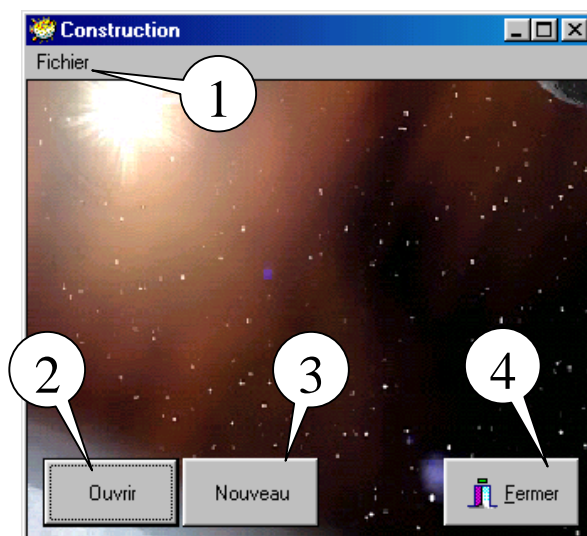 Construction
Fichier
1
2
3
4
Ouvrir
Nouveau
Fermer